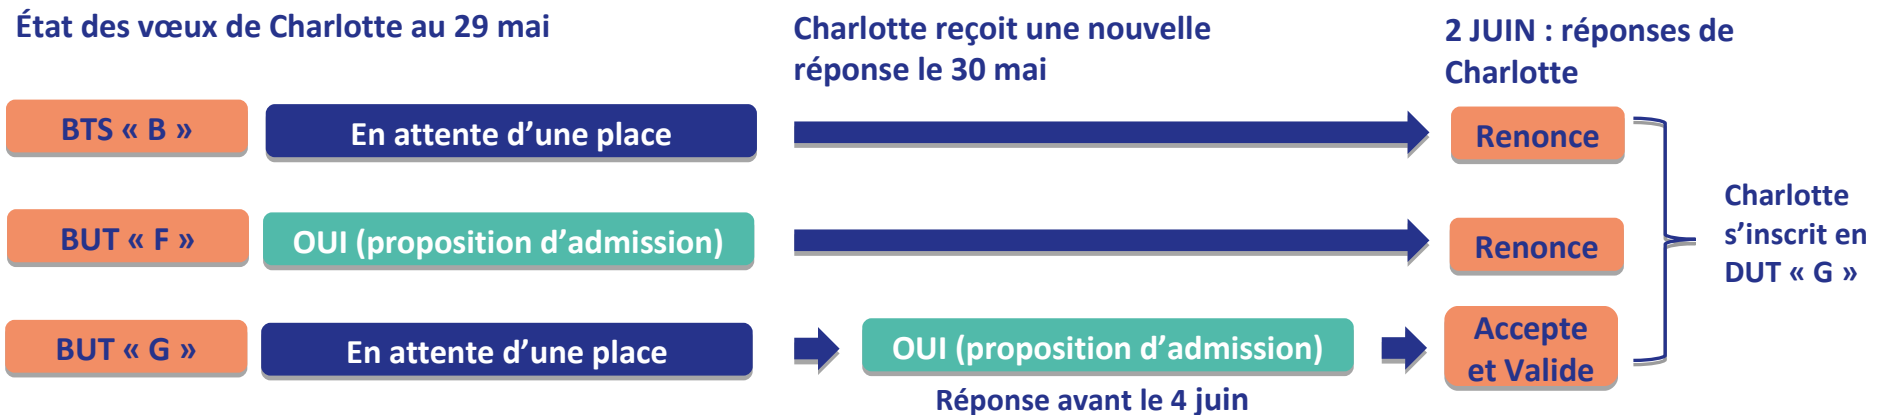 État des vœux de Charlotte au 29 mai
Charlotte reçoit une nouvelle
réponse le 30 mai
2 JUIN : réponses de
Charlotte
BTS « B »
En attente d’une place
Renonce
BUT « F »
OUI (proposition d’admission)
Renonce
BUT « G »
En attente d’une place
OUI (proposition d’admission)
Réponse avant le 4 juin
Accepte
et Valide
Charlotte
s’inscrit en
DUT « G »